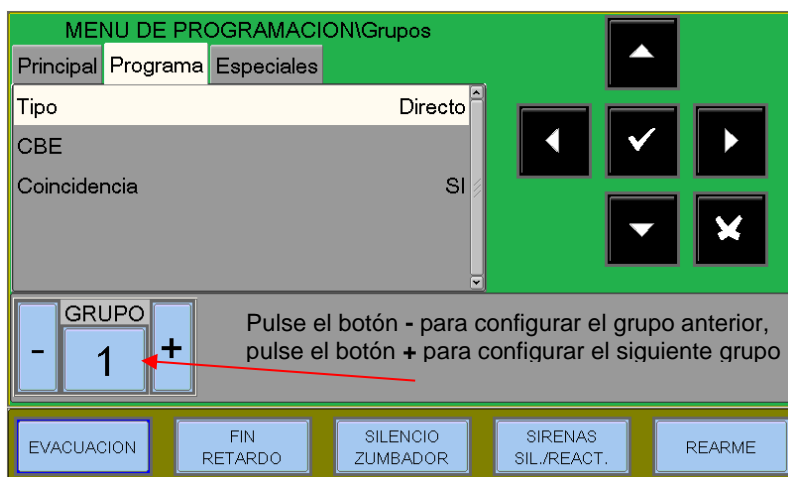 MENU DE PROGRAMACION\Grupos
Principal Programa Especiales
Tipo Directo
CBE
Coincidencia SI
GRUPO
- 1 +
Pulse el botón - para configurar el grupo anterior,
pulse el botón + para configurar el siguiente grupo
EVACUACION
FIN
RETARDO
SILENCIO
ZUMBADOR
SIRENAS
SIL./REACT.
REARME